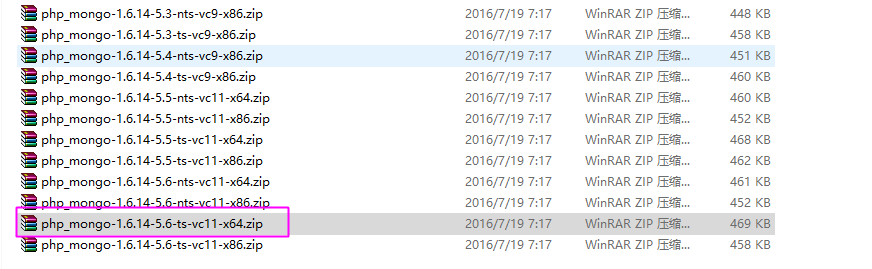 php_mongo-1.6.14-5.3-nts-vc9-x86.zip 2016/7/19 7:17 WinRAR ZIP 压缩... 448 KB
php_mongo-1.6.14-5.3-ts-vc9-x86.zip 2016/7/19 7:17 WinRAR ZIP 压缩... 458 KB
php_mongo-1.6.14-5.4-nts-vc9-x86.zip 2016/7/19 7:17 WinRAR ZIP 压缩... 451 KB
php_mongo-1.6.14-5.4-ts-vc9-x86.zip 2016/7/19 7:17 WinRAR ZIP 压缩... 460 KB
php_mongo-1.6.14-5.5-nts-vc11-x64.zip 2016/7/19 7:17 WinRAR ZIP 压缩... 460 KB
php_mongo-1.6.14-5.5-nts-vc11-x86.zip 2016/7/19 7:17 WinRAR ZIP 压缩... 452 KB
php_mongo-1.6.14-5.5-ts-vc11-x64.zip 2016/7/19 7:17 WinRAR ZIP 压缩... 468 KB
php_mongo-1.6.14-5.5-ts-vc11-x86.zip 2016/7/19 7:17 WinRAR ZIP 压缩... 462 KB
php_mongo-1.6.14-5.6-nts-vc11-x64.zip 2016/7/19 7:17 WinRAR ZIP 压缩... 461 KB
php_mongo-1.6.14-5.6-nts-vc11-x86.zip 2016/7/19 7:17 WinRAR ZIP 压缩... 452 KB
php_mongo-1.6.14-5.6-ts-vc11-x64.zip 2016/7/19 7:17 WinRAR ZIP 压缩... 469 KB
php_mongo-1.6.14-5.6-ts-vc11-x86.zip 2016/7/19 7:17 WinRAR ZIP 压缩... 458 KB